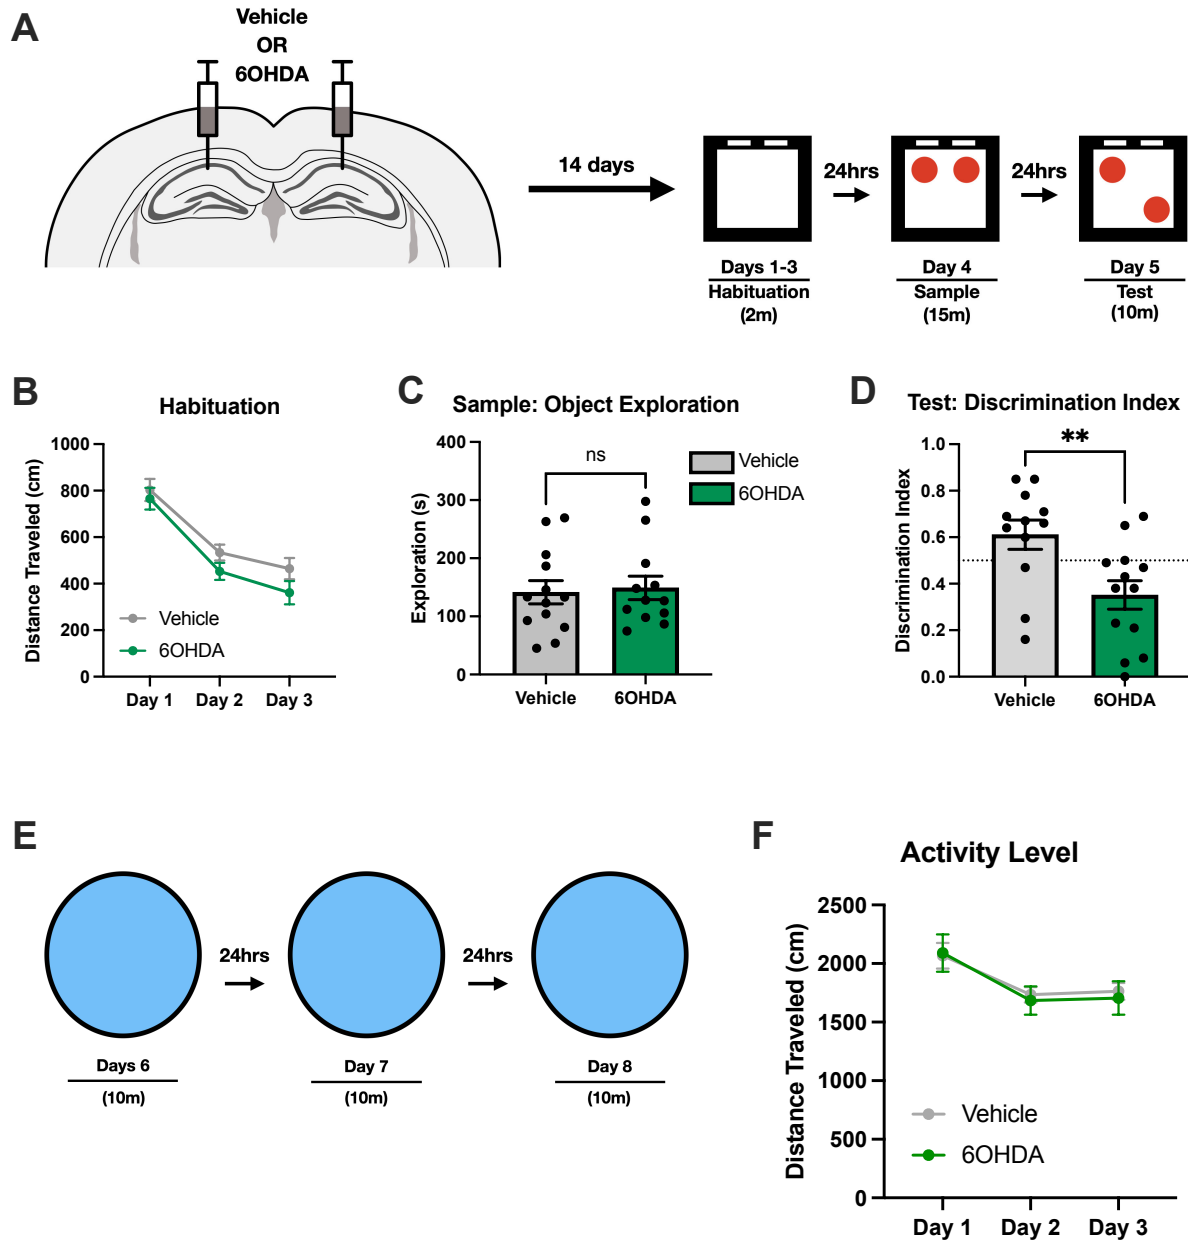 A
Vehicle
OR
6OHDA
14 days
24hrs
24hrs
Days 1-3
Habituation
(2m)
Day 4
Sample
(15m)
Day 5
Test
(10m)
B
Habituation
Distance Traveled (cm)
1000
800
600
400
200
0
Vehicle
6OHDA
Day 1
Day 2
Day 3
C
Sample: Object Exploration
Exploration (s)
400
300
200
100
0
ns
Vehicle
6OHDA
Vehicle
6OHDA
D
Test: Discrimination Index
Discrimination Index
1.0
0.8
0.6
0.4
0.2
0.0
**
Vehicle
6OHDA
E
24hrs
24hrs
Days 6
(10m)
Day 7
(10m)
Day 8
(10m)
F
Activity Level
Distance Traveled (cm)
2500
2000
1500
1000
500
0
Vehicle
6OHDA
Day 1
Day 2
Day 3